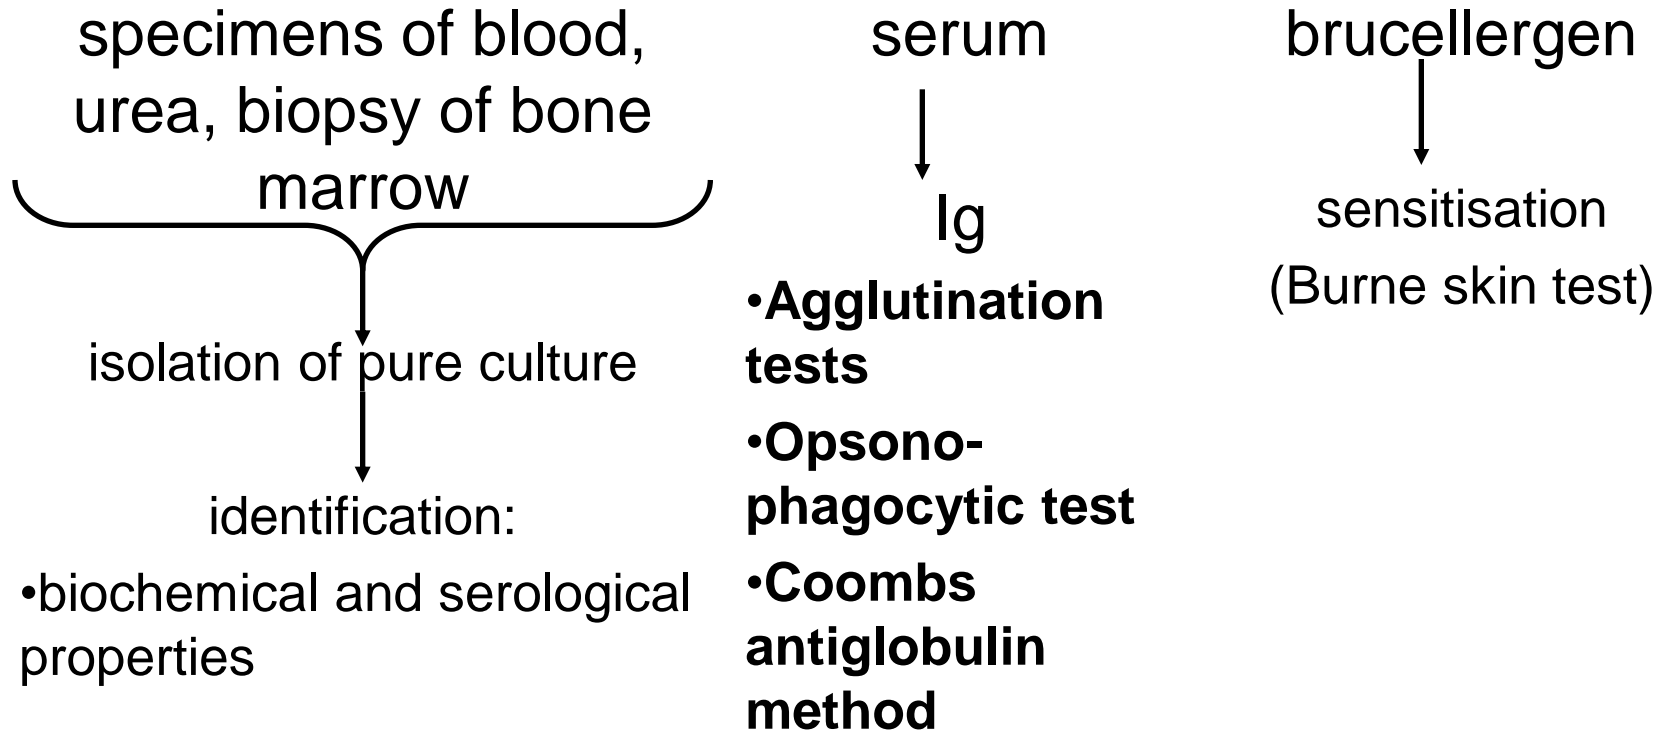 specimens of blood,
urea, biopsy of bone
marrow
isolation of pure culture
identification:
•biochemical and serological
properties
serum
Ig
•Agglutination
tests
•Opsono-
phagocytic test
•Coombs
antiglobulin
method
brucellergen
sensitisation
(Burne skin test)